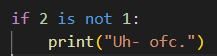 if 2 is not 1:
    print("Uh- ofc.")